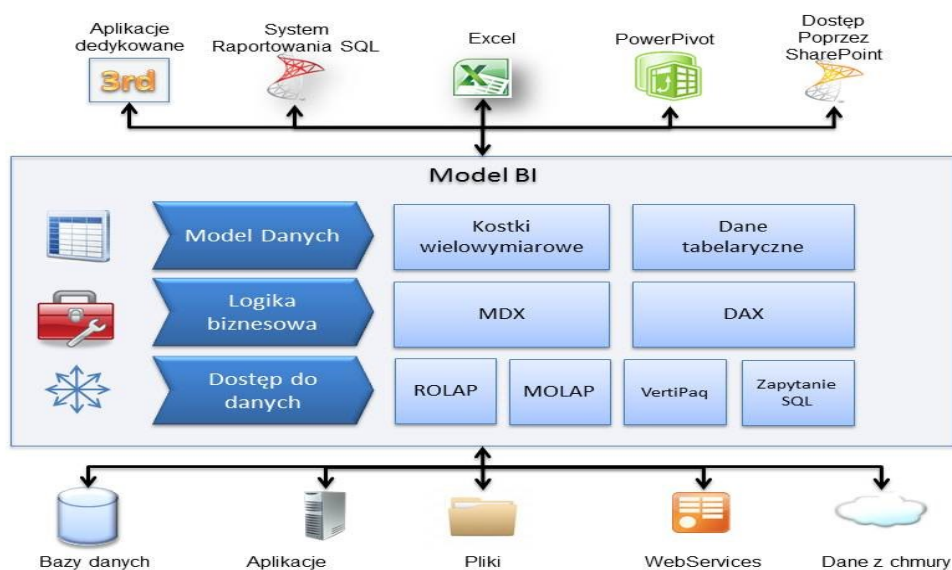 Aplikacje
dedykowane
3rd
System
Raportowania SQL
Excel
PowerPivot
Dostęp
Poprzez
SharePoint
Model BI
Model Danych
Kostki
wielowymiarowe
Dane
tabelaryczne
Logika
biznesowa
MDX
DAX
Dostęp do
danych
ROLAP
MOLAP
VertiPaq
Zapytanie
SQL
Bazy danych
Aplikacje
Pliki
WebServices
Dane z chmury